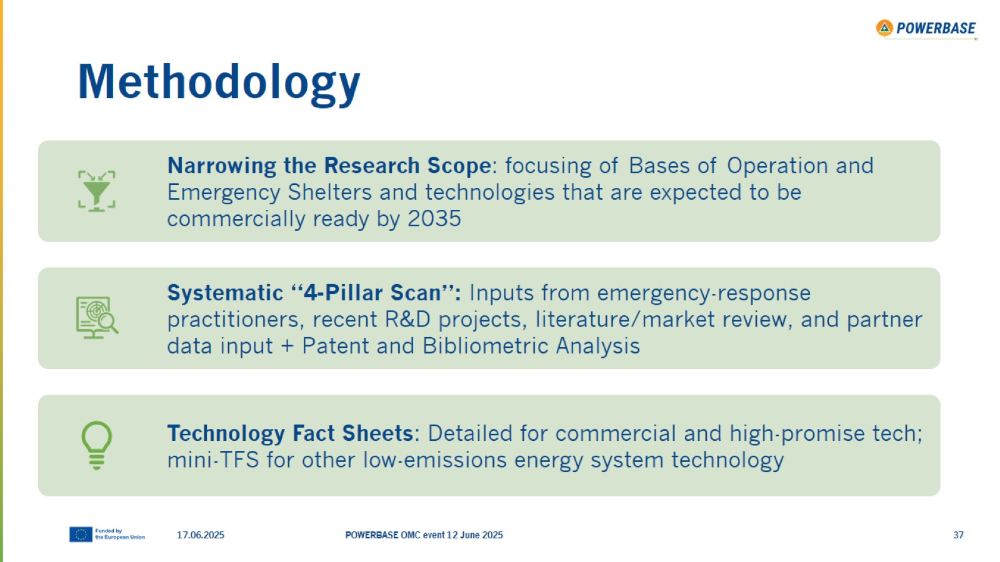 POWERBASE
Methodology
Narrowing the Research Scope: focusing of Bases of Operation and
Emergency Shelters and technologies that are expected to be
commercially ready by 2035
Systematic “4-Pillar Scan”: Inputs from emergency-response
practitioners, recent R&D projects, literature/market review, and partner
data input + Patent and Bibliometric Analysis
Technology Fact Sheets: Detailed for commercial and high-promise tech;
mini-TFS for other low-emissions energy system technology
Funded by
the European Union
17.06.2025
POWERBASE OMC event 12 June 2025
37